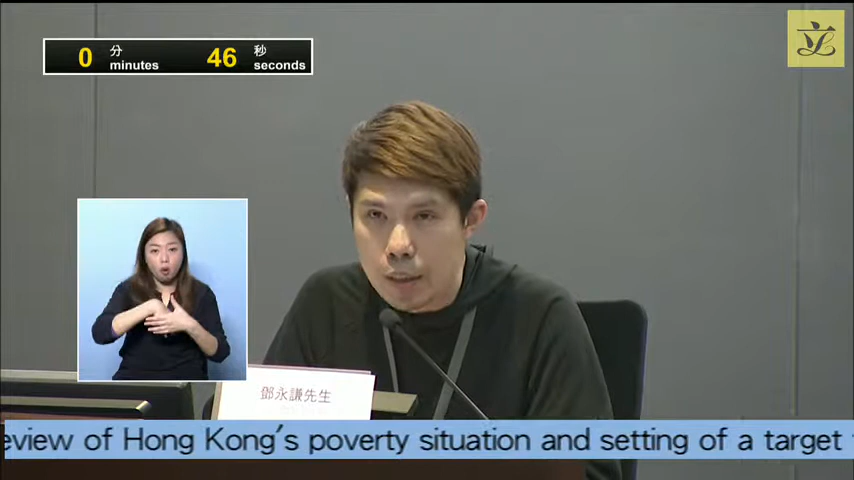 0 分 minutes 46 秒 seconds
立
鄧永謙先生
eview of Hong Kong's poverty situation and setting of a target